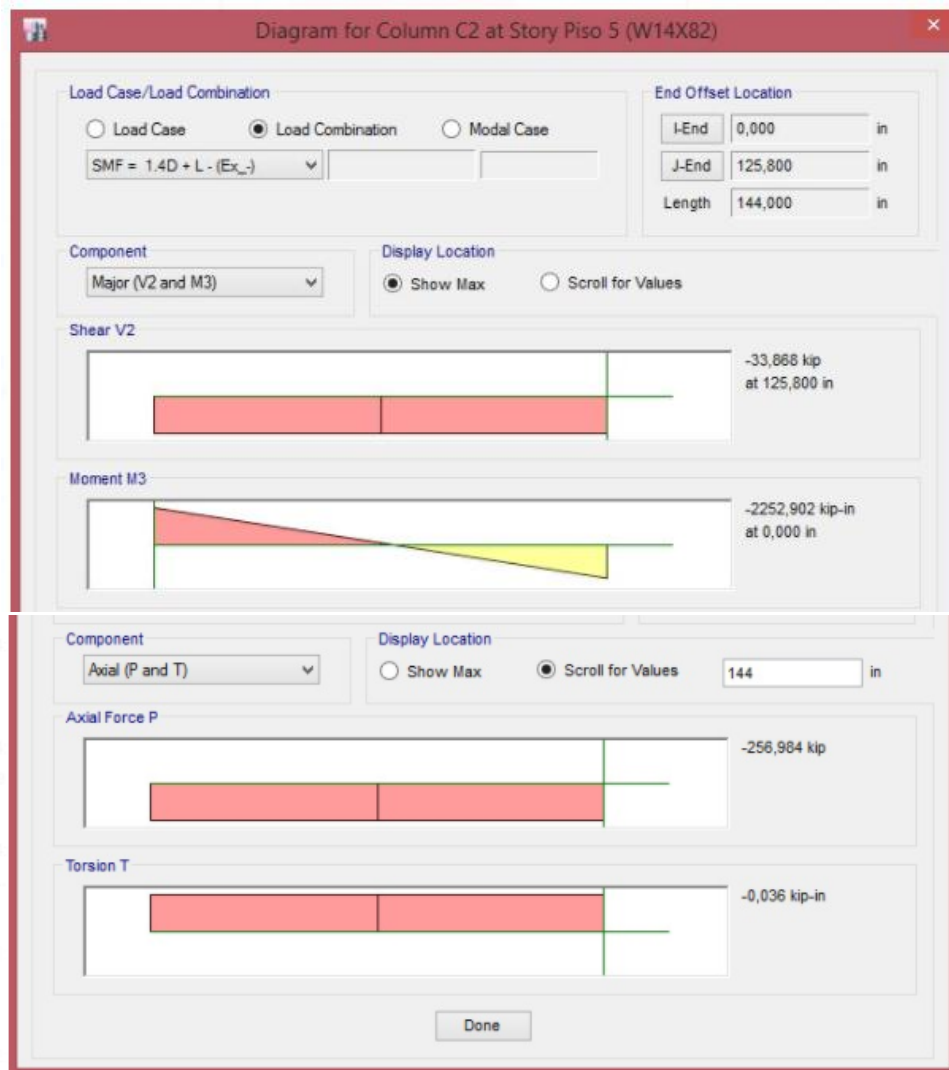 Diagram for Column C2 at Story Piso 5 (W14X82)
Load Case/Load Combination
Load Case Load Combination Modal Case
SMF = 1.4D + L - (Ex_-)
End Offset Location
I-End 0,000 in
J-End 125,800 in
Length 144,000 in
Component
Major (V2 and M3)
Display Location
Show Max Scroll for Values
Shear V2
-33,868 kip
at 125,800 in
Moment M3
-2252,902 kip-in
at 0,000 in
Component
Axial (P and T)
Display Location
Show Max Scroll for Values 144 in
Axial Force P
-256,984 kip
Torsion T
-0,036 kip-in
Done